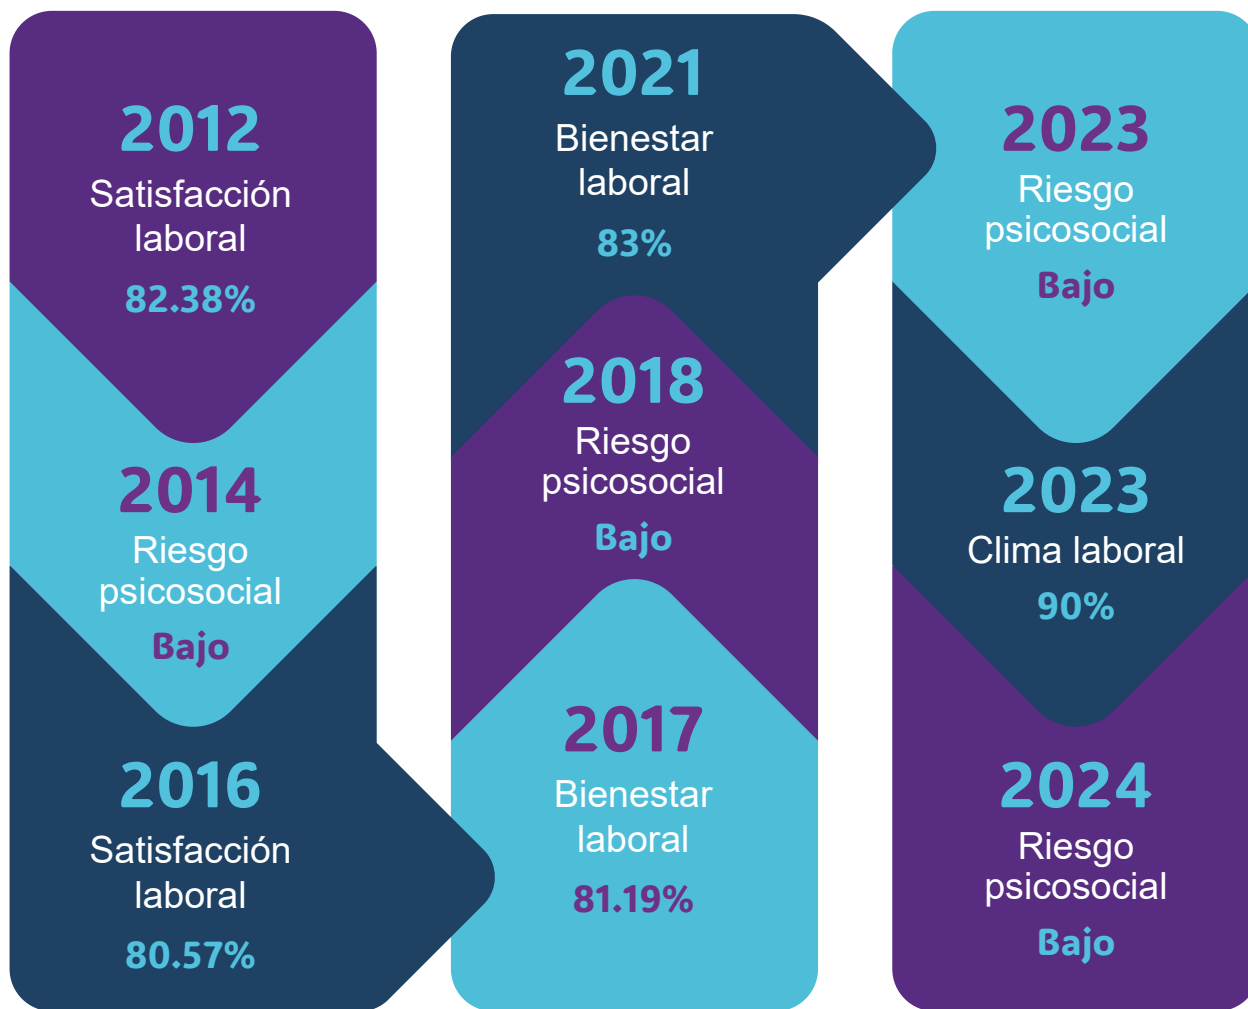 2012
Satisfacción
laboral
82.38%
2014
Riesgo
psicosocial
Bajo
2016
Satisfacción
laboral
80.57%
2017
Bienestar
laboral
81.19%
2018
Riesgo
psicosocial
Bajo
2021
Bienestar
laboral
83%
2023
Riesgo
psicosocial
Bajo
2023
Clima laboral
90%
2024
Riesgo
psicosocial
Bajo